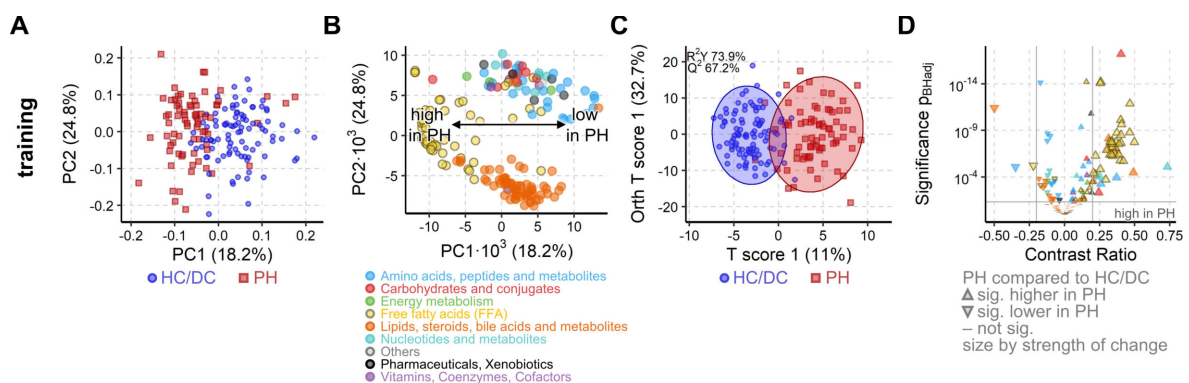 A
B
C
D
training
PC2 (24.8%)
0.2
0.1
0.0
-0.1
-0.2
-0.2
-0.1
0.0
0.1
0.2
PC1 (18.2%)
HC/DC
PH
PC2·10³ (24.8%)
10
5
0
-5
high
in PH
low
in PH
-10
-5
0
5
10
PC1·10³ (18.2%)
Amino acids, peptides and metabolites
Carbohydrates and conjugates
Energy metabolism
Free fatty acids (FFA)
Lipids, steroids, bile acids and metabolites
Nucleotides and metabolites
Others
Pharmaceuticals, Xenobiotics
Vitamins, Coenzymes, Cofactors
Orth T score 1 (32.7%)
R²Y 73.9%
Q² 67.2%
20
10
0
-10
-20
-10
-5
0
5
10
15
T score 1 (11%)
HC/DC
PH
Significance pBHadj
10⁻¹⁴
10⁻⁹
10⁻⁴
high in PH
-0.50
-0.25
0.00
0.25
0.50
0.75
Contrast Ratio
PH compared to HC/DC
sig. higher in PH
sig. lower in PH
– not sig.
size by strength of change